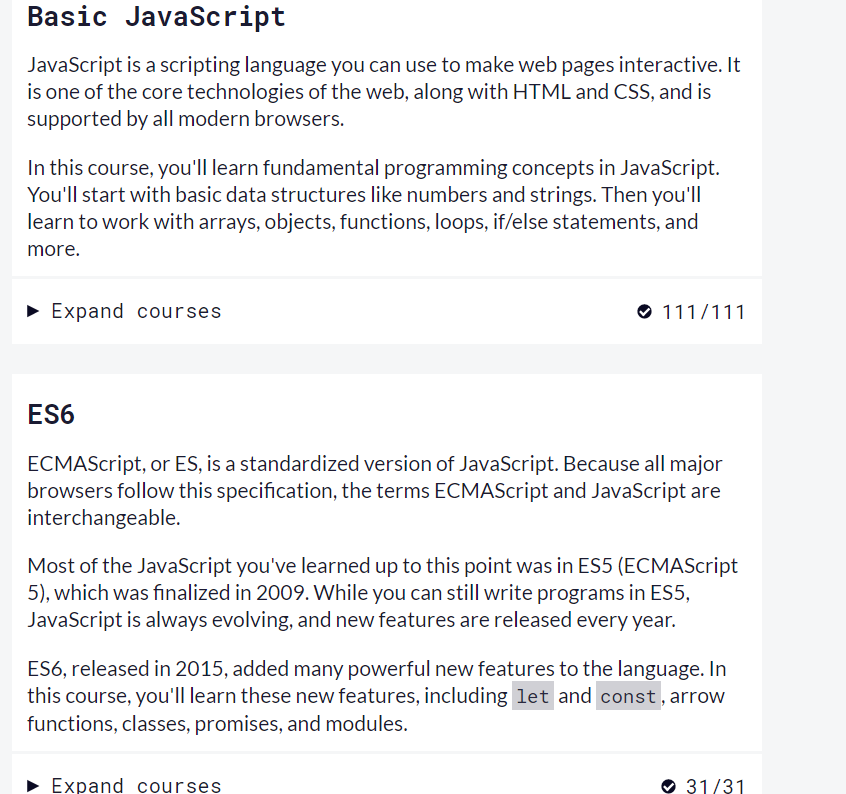 Basic JavaScript
JavaScript is a scripting language you can use to make web pages interactive. It
is one of the core technologies of the web, along with HTML and CSS, and is
supported by all modern browsers.
In this course, you'll learn fundamental programming concepts in JavaScript.
You'll start with basic data structures like numbers and strings. Then you'll
learn to work with arrays, objects, functions, loops, if/else statements, and
more.
Expand courses 111/111
ES6
ECMAScript, or ES, is a standardized version of JavaScript. Because all major
browsers follow this specification, the terms ECMAScript and JavaScript are
interchangeable.
Most of the JavaScript you've learned up to this point was in ES5 (ECMAScript
5), which was finalized in 2009. While you can still write programs in ES5,
JavaScript is always evolving, and new features are released every year.
ES6, released in 2015, added many powerful new features to the language. In
this course, you'll learn these new features, including let and const, arrow
functions, classes, promises, and modules.
Expand courses 31/31